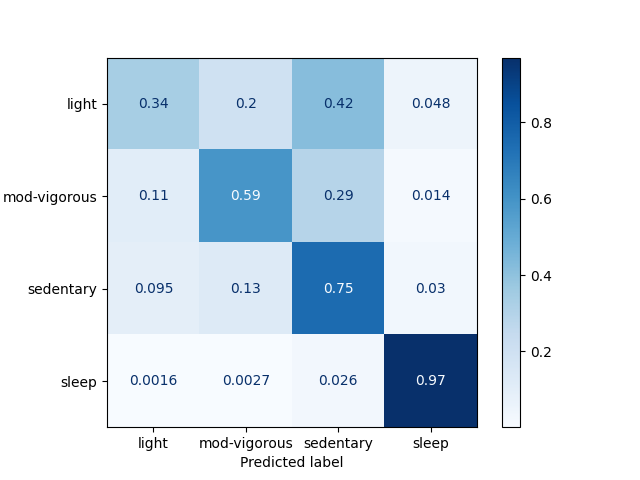 light 0.34 0.2 0.42 0.048
mod-vigorous 0.11 0.59 0.29 0.014
sedentary 0.095 0.13 0.75 0.03
sleep 0.0016 0.0027 0.026 0.97
light mod-vigorous sedentary sleep
Predicted label
0.8
0.6
0.4
0.2